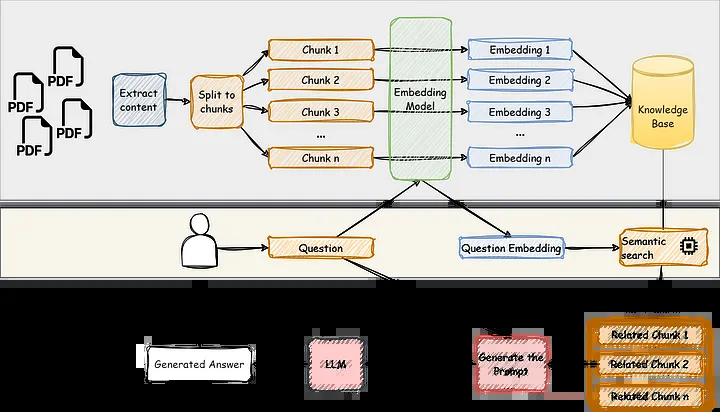 PDF
PDF
PDF
PDF
Extract
content
Split to
chunks
Chunk 1
Chunk 2
Chunk 3
...
Chunk n
Embedding
Model
Embedding 1
Embedding 2
Embedding 3
...
Embedding n
Knowledge
Base
Question
Question Embedding
Semantic
search
Generated Answer
LLM
Generate the
Prompt
Related Chunk 1
Related Chunk 2
Related Chunk n